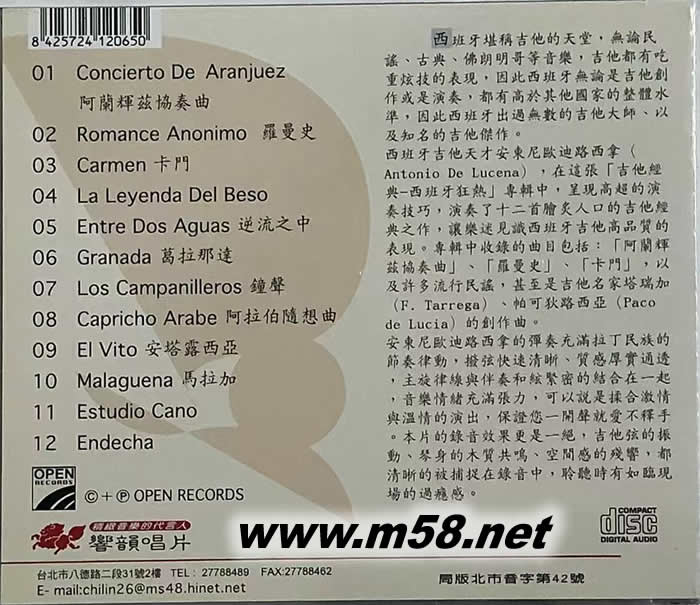 8 425724 120650
01 Concierto De Aranjuez
阿蘭輝茲協奏曲
02 Romance Anonimo 羅曼史
03 Carmen 卡門
04 La Leyenda Del Beso
05 Entre Dos Aguas 逆流之中
06 Granada 葛拉那達
07 Los Campanilleros 鐘聲
08 Capricho Arabe 阿拉伯隨想曲
09 El Vito 安塔露西亞
10 Malaguena 馬拉加
11 Estudio Cano
12 Endecha
OPEN
RECORDS
©+℗ OPEN RECORDS
精緻音樂的代言人
響韻唱片
台北市八德路二段31號2樓 TEL: 27788489 FAX:27788462
E- mail:chilin26@ms48.hinet.net
西班牙堪稱吉他的天堂，無論民
謠、古典、佛朗明哥等音樂，吉他都有吃
重炫技的表現，因此西班牙無論是吉他創
作或是演奏，都有高於其他國家的整體水
準，因此西班牙出過無數的吉他大師、以
及知名的吉他傑作。
西班牙吉他天才安東尼歐迪路西拿（
Antonio De Lucena），在這張「吉他經
典-西班牙狂熱」專輯中，呈現高超的演
奏技巧，演奏了十二首膾炙人口的吉他經
典之作，讓樂迷見識西班牙吉他高品質的
表現。專輯中收錄的曲目包括：「阿蘭輝
茲協奏曲」、「羅曼史」、「卡門」，以
及許多流行民謠，甚至是吉他名家塔瑞加
（F. Tarrega）、帕可狄路西亞（Paco
de Lucia）的創作曲。
安東尼歐迪路西拿的彈奏充滿拉丁民族的
節奏律動，撥弦快速清晰、質感厚實通透
，主旋律線與伴奏和絃緊密的結合在一起
，音樂情緒充滿張力，可以說是揉合激情
與溫情的演出，保證您一開聲就愛不釋手
。本片的錄音效果更是一絕，吉他弦的振
動、琴身的木質共鳴、空間感的殘響，都
清晰的被捕捉在錄音中，聆聽時有如臨現
場的過癮感。
www.m58.net
COMPACT
disc
DIGITAL AUDIO
局版北市音字第42號